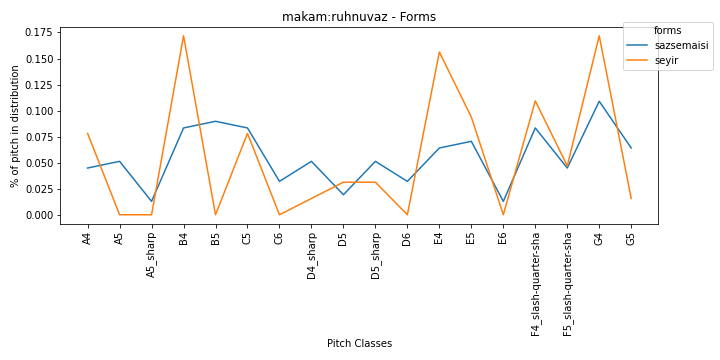 makam:ruhnuvaz - Forms
forms
sazsemaisi
seyir
% of pitch in distribution
0.175
0.150
0.125
0.100
0.075
0.050
0.025
0.000
A4
A5
A5_sharp
B4
B5
C5
C6
D4_sharp
D5
D5_sharp
D6
E4
E5
E6
F4_slash-quarter-sha
F5_slash-quarter-sha
G4
G5
Pitch Classes